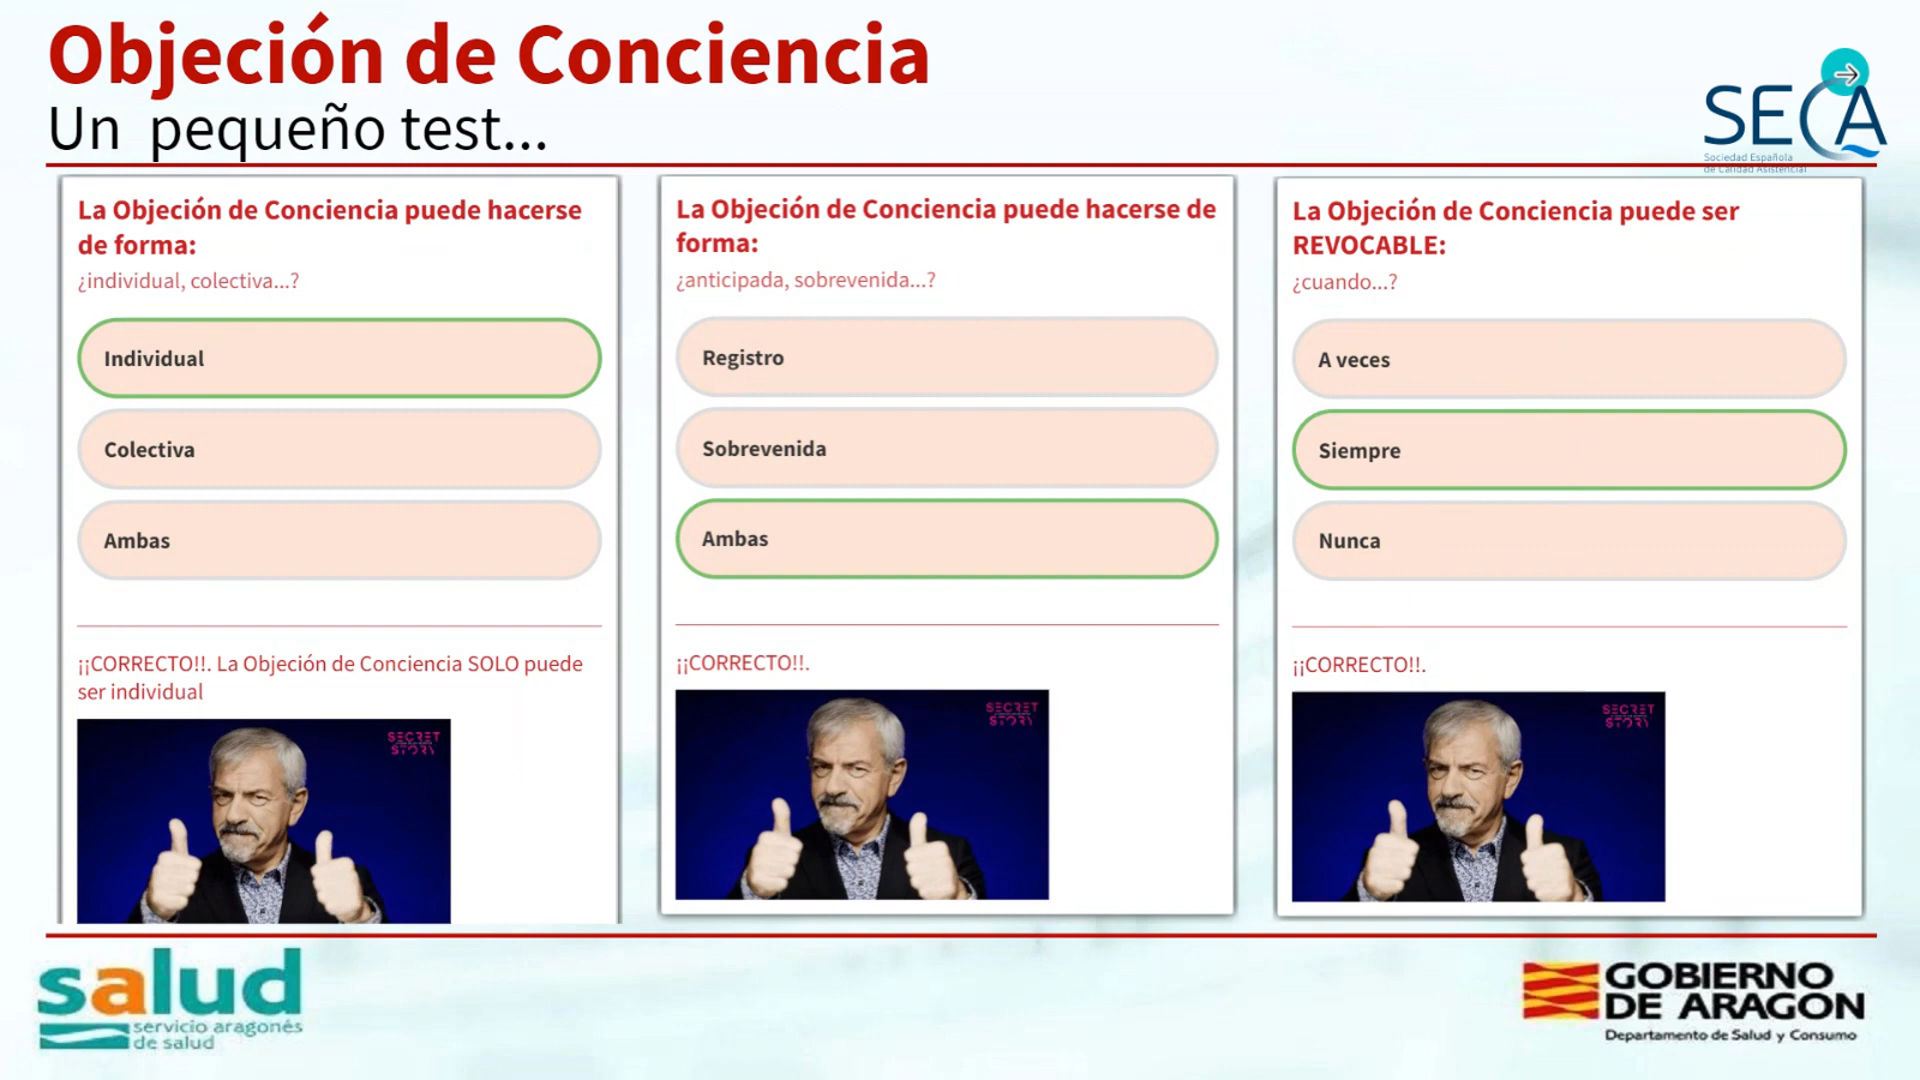 Objeción de Conciencia
Un pequeño test...
SECA
Sociedad Española
de Calidad Asistencial
La Objeción de Conciencia puede hacerse
de forma:
¿individual, colectiva...?
Individual
Colectiva
Ambas
¡¡CORRECTO!!. La Objeción de Conciencia SOLO puede
ser individual
SECRET
STORY
La Objeción de Conciencia puede hacerse de
forma:
¿anticipada, sobrevenida...?
Registro
Sobrevenida
Ambas
¡¡CORRECTO!!.
SECRET
STORY
La Objeción de Conciencia puede ser
REVOCABLE:
¿cuando...?
A veces
Siempre
Nunca
¡¡CORRECTO!!.
SECRET
STORY
salud
servicio aragonés
de salud
GOBIERNO
DE ARAGON
Departamento de Salud y Consumo